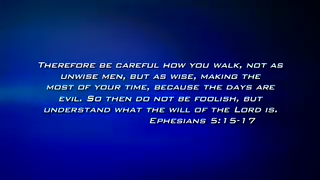 Therefore be careful how you walk, not as
unwise men, but as wise, making the
most of your time, because the days are
evil. So then do not be foolish, but
understand what the will of the Lord is.
Ephesians 5:15-17